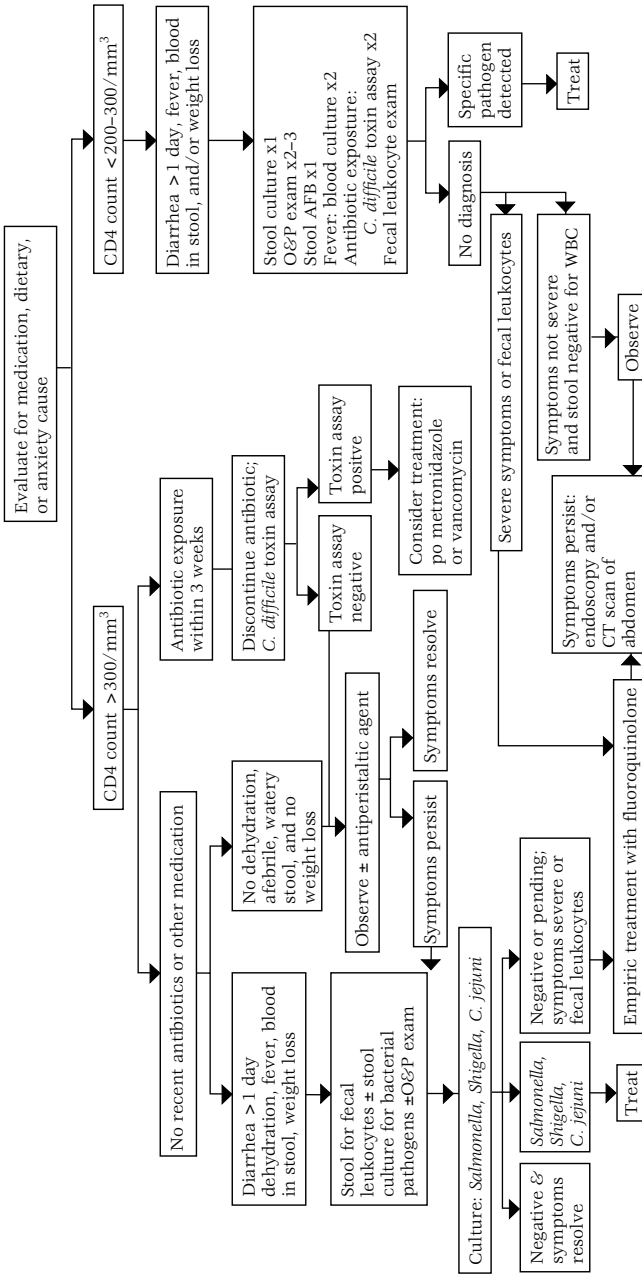 Evaluate for medication, dietary,
or anxiety cause
CD4 count >300/mm³
CD4 count <200–300/mm³
No recent antibiotics or other medication
Antibiotic exposure
within 3 weeks
Diarrhea >1 day, fever, blood
in stool, and/or weight loss
Diarrhea >1 day
dehydration, fever, blood
in stool, weight loss
No dehydration,
afebrile, watery
stool, and no
weight loss
Discontinue antibiotic;
C. difficile toxin assay
Stool culture x1
O&P exam x2–3
Stool AFB x1
Fever: blood culture x2
Antibiotic exposure:
C. difficile toxin assay x2
Fecal leukocyte exam
Toxin assay
negative
Toxin assay
positve
Stool for fecal
leukocytes ± stool
culture for bacterial
pathogens ±O&P exam
Observe ± antiperistaltic agent
Consider treatment:
po metronidazole
or vancomycin
Symptoms persist
Symptoms resolve
No diagnosis
Specific
pathogen
detected
Treat
Culture: Salmonella, Shigella, C. jejuni
Severe symptoms or fecal leukocytes
Symptoms not severe
and stool negative for WBC
Negative &
symptoms
resolve
Salmonella,
Shigella,
C. jejuni
Negative or pending;
symptoms severe or
fecal leukocytes
Symptoms persist:
endoscopy and/or
CT scan of
abdomen
Observe
Treat
Empiric treatment with fluoroquinolone